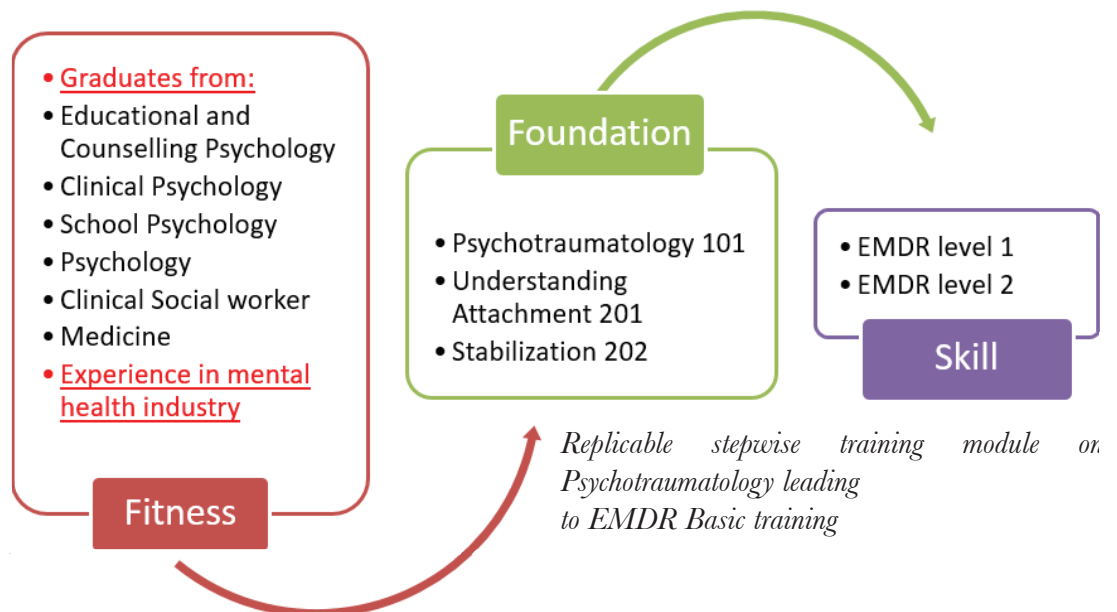 • Graduates from:
• Educational and
Counselling Psychology
• Clinical Psychology
• School Psychology
• Psychology
• Clinical Social worker
• Medicine
• Experience in mental
health industry
Fitness
Foundation
• Psychotraumatology 101
• Understanding
Attachment 201
• Stabilization 202
• EMDR level 1
• EMDR level 2
Skill
Replicable stepwise training module on
Psychotraumatology leading
to EMDR Basic training